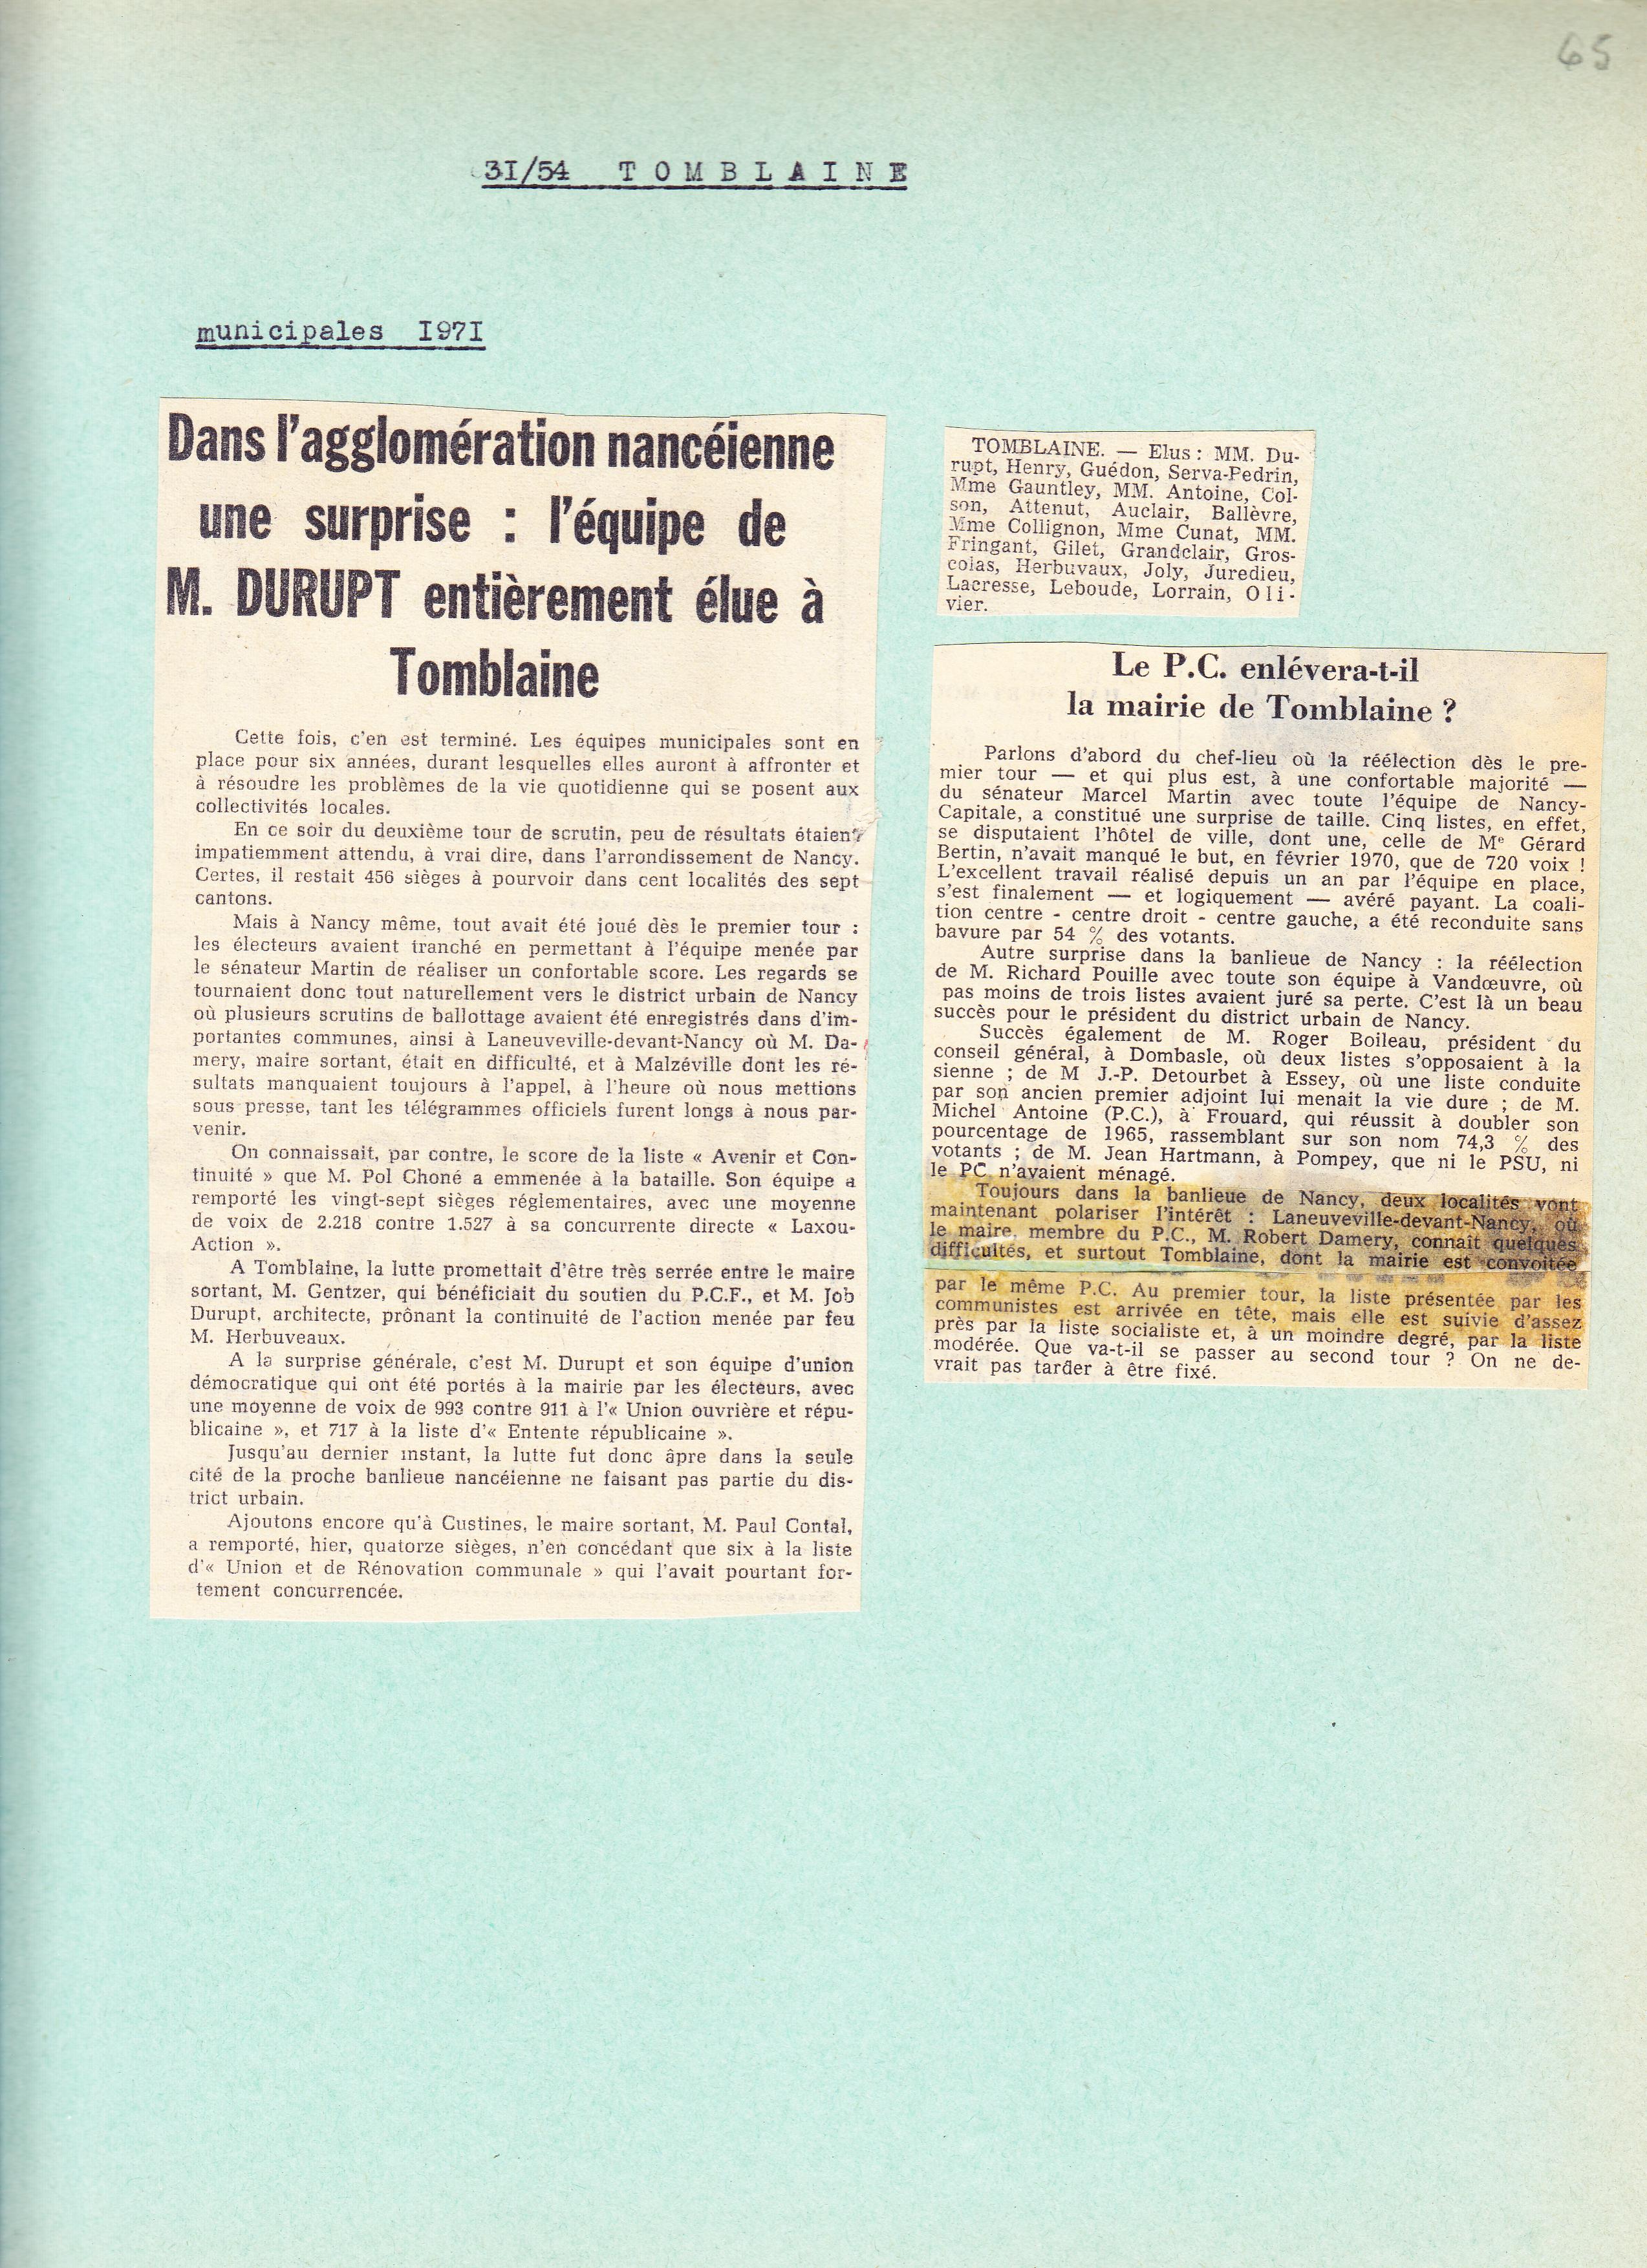 65
31/54 TOMBLAINE
municipales 1971
Dans l'agglomération nancéienne
une surprise : l'équipe de
M. DURUPT entièrement élue à
Tomblaine
Cette fois, c'en est terminé. Les équipes municipales sont en
place pour six années, durant lesquelles elles auront à affronter et
à résoudre les problèmes de la vie quotidienne qui se posent aux
collectivités locales.
En ce soir du deuxième tour de scrutin, peu de résultats étaient
impatiemment attendu, à vrai dire, dans l'arrondissement de Nancy.
Certes, il restait 456 sièges à pourvoir dans cent localités des sept
cantons.
Mais à Nancy même, tout avait été joué dès le premier tour :
les électeurs avaient tranché en permettant à l'équipe menée par
le sénateur Martin de réaliser un confortable score. Les regards se
tournaient donc tout naturellement vers le district urbain de Nancy
où plusieurs scrutins de ballottage avaient été enregistrés dans d'im-
portantes communes, ainsi à Laneuveville-devant-Nancy où M. Da-
mery, maire sortant, était en difficulté, et à Malzéville dont les ré-
sultats manquaient toujours à l'appel, à l'heure où nous mettions
sous presse, tant les télégrammes officiels furent longs à nous par-
venir.
On connaissait, par contre, le score de la liste « Avenir et Con-
tinuité » que M. Pol Choné a emmenée à la bataille. Son équipe a
remporté les vingt-sept sièges réglementaires, avec une moyenne
de voix de 2.218 contre 1.527 à sa concurrente directe « Laxou-
Action ».
A Tomblaine, la lutte promettait d'être très serrée entre le maire
sortant, M. Gentzer, qui bénéficiait du soutien du P.C.F., et M. Job
Durupt, architecte, prônant la continuité de l'action menée par feu
M. Herbuveaux.
A la surprise générale, c'est M. Durupt et son équipe d'union
démocratique qui ont été portés à la mairie par les électeurs, avec
une moyenne de voix de 993 contre 911 à l'« Union ouvrière et répu-
blicaine », et 717 à la liste d'« Entente républicaine ».
Jusqu'au dernier instant, la lutte fut donc âpre dans la seule
cité de la proche banlieue nancéienne ne faisant pas partie du dis-
trict urbain.
Ajoutons encore qu'à Custines, le maire sortant, M. Paul Contal,
a remporté, hier, quatorze sièges, n'en concédant que six à la liste
d'« Union et de Rénovation communale » qui l'avait pourtant for-
tement concurrencée.
TOMBLAINE. — Elus : MM. Du-
rupt, Henry, Guédon, Serva-Pedrin,
Mme Gauntley, MM. Antoine, Col-
son, Attenut, Auclair, Ballèvre,
Mme Collignon, Mme Cunat, MM.
Fringant, Gilet, Grandclair, Gros-
colas, Herbuvaux, Joly, Juredieu,
Lacresse, Leboude, Lorrain, Oli-
vier.
Le P.C. enlévera-t-il
la mairie de Tomblaine ?
Parlons d'abord du chef-lieu où la réélection dès le pre-
mier tour — et qui plus est, à une confortable majorité —
du sénateur Marcel Martin avec toute l'équipe de Nancy-
Capitale, a constitué une surprise de taille. Cinq listes, en effet,
se disputaient l'hôtel de ville, dont une, celle de Me Gérard
Bertin, n'avait manqué le but, en février 1970, que de 720 voix !
L'excellent travail réalisé depuis un an par l'équipe en place,
s'est finalement — et logiquement — avéré payant. La coali-
tion centre - centre droit - centre gauche, a été reconduite sans
bavure par 54 % des votants.
Autre surprise dans la banlieue de Nancy : la réélection
de M. Richard Pouille avec toute son équipe à Vandœuvre, où
pas moins de trois listes avaient juré sa perte. C'est là un beau
succès pour le président du district urbain de Nancy.
Succès également de M. Roger Boileau, président du
conseil général, à Dombasle, où deux listes s'opposaient à la
sienne ; de M J.-P. Detourbet à Essey, où une liste conduite
par son ancien premier adjoint lui menait la vie dure ; de M.
Michel Antoine (P.C.), à Frouard, qui réussit à doubler son
pourcentage de 1965, rassemblant sur son nom 74,3 % des
votants ; de M. Jean Hartmann, à Pompey, que ni le PSU, ni
le PC n'avaient ménagé.
Toujours dans la banlieue de Nancy, deux localités vont
maintenant polariser l'intérêt : Laneuveville-devant-Nancy, où
le maire, membre du P.C., M. Robert Damery, connaît quelques
difficultés, et surtout Tomblaine, dont la mairie est convoitée
par le même P.C. Au premier tour, la liste présentée par les
communistes est arrivée en tête, mais elle est suivie d'assez
près par la liste socialiste et, à un moindre degré, par la liste
modérée. Que va-t-il se passer au second tour ? On ne de-
vrait pas tarder à être fixé.